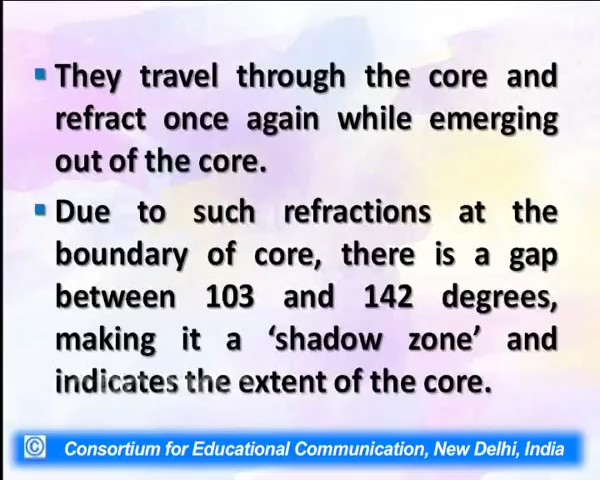 They travel through the core and
refract once again while emerging
out of the core.
Due to such refractions at the
boundary of core, there is a gap
between 103 and 142 degrees,
making it a ‘shadow zone’ and
indicates the extent of the core.
© Consortium for Educational Communication, New Delhi, India